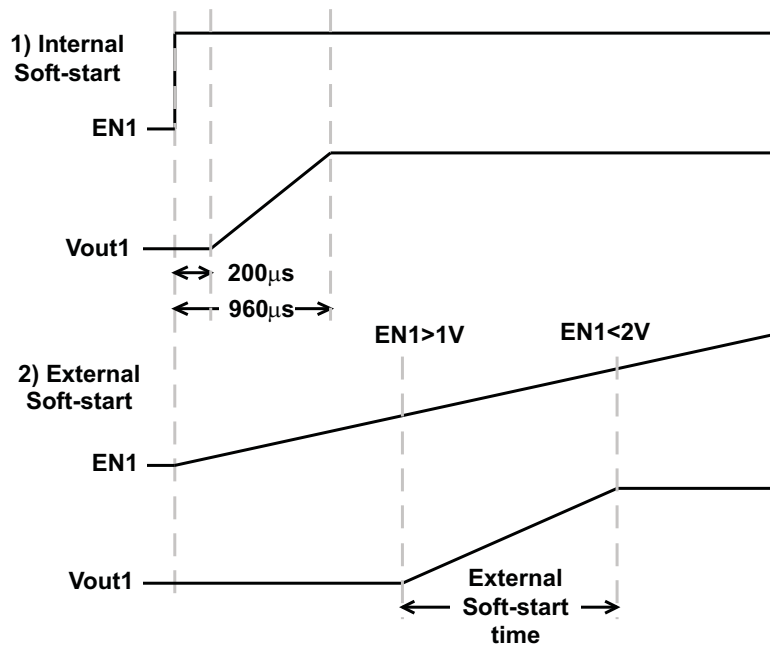 1) Internal
Soft-start
EN1
Vout1
200μs
960μs
EN1>1V
EN1<2V
2) External
Soft-start
EN1
Vout1
External
Soft-start
time